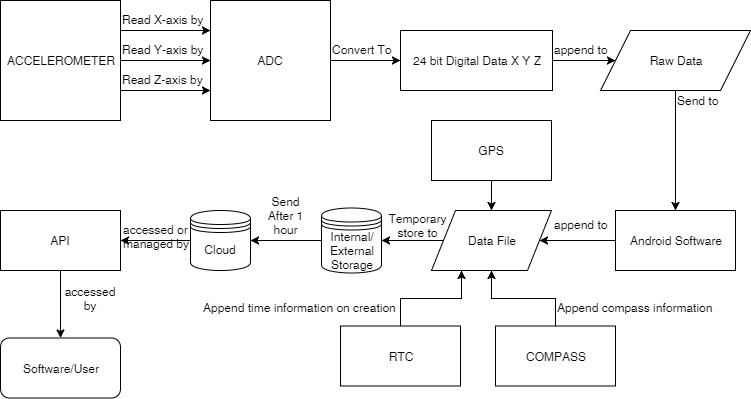 Read X-axis by
Read Y-axis by
Read Z-axis by
ACCELEROMETER
ADC
Convert To
24 bit Digital Data X Y Z
append to
Raw Data
Send to
GPS
API
accessed or
managed by
Cloud
Send
After 1
hour
Internal/
External
Storage
Temporary
store to
Data File
append to
Android Software
accessed
by
Append time information on creation
Append compass information
Software/User
RTC
COMPASS